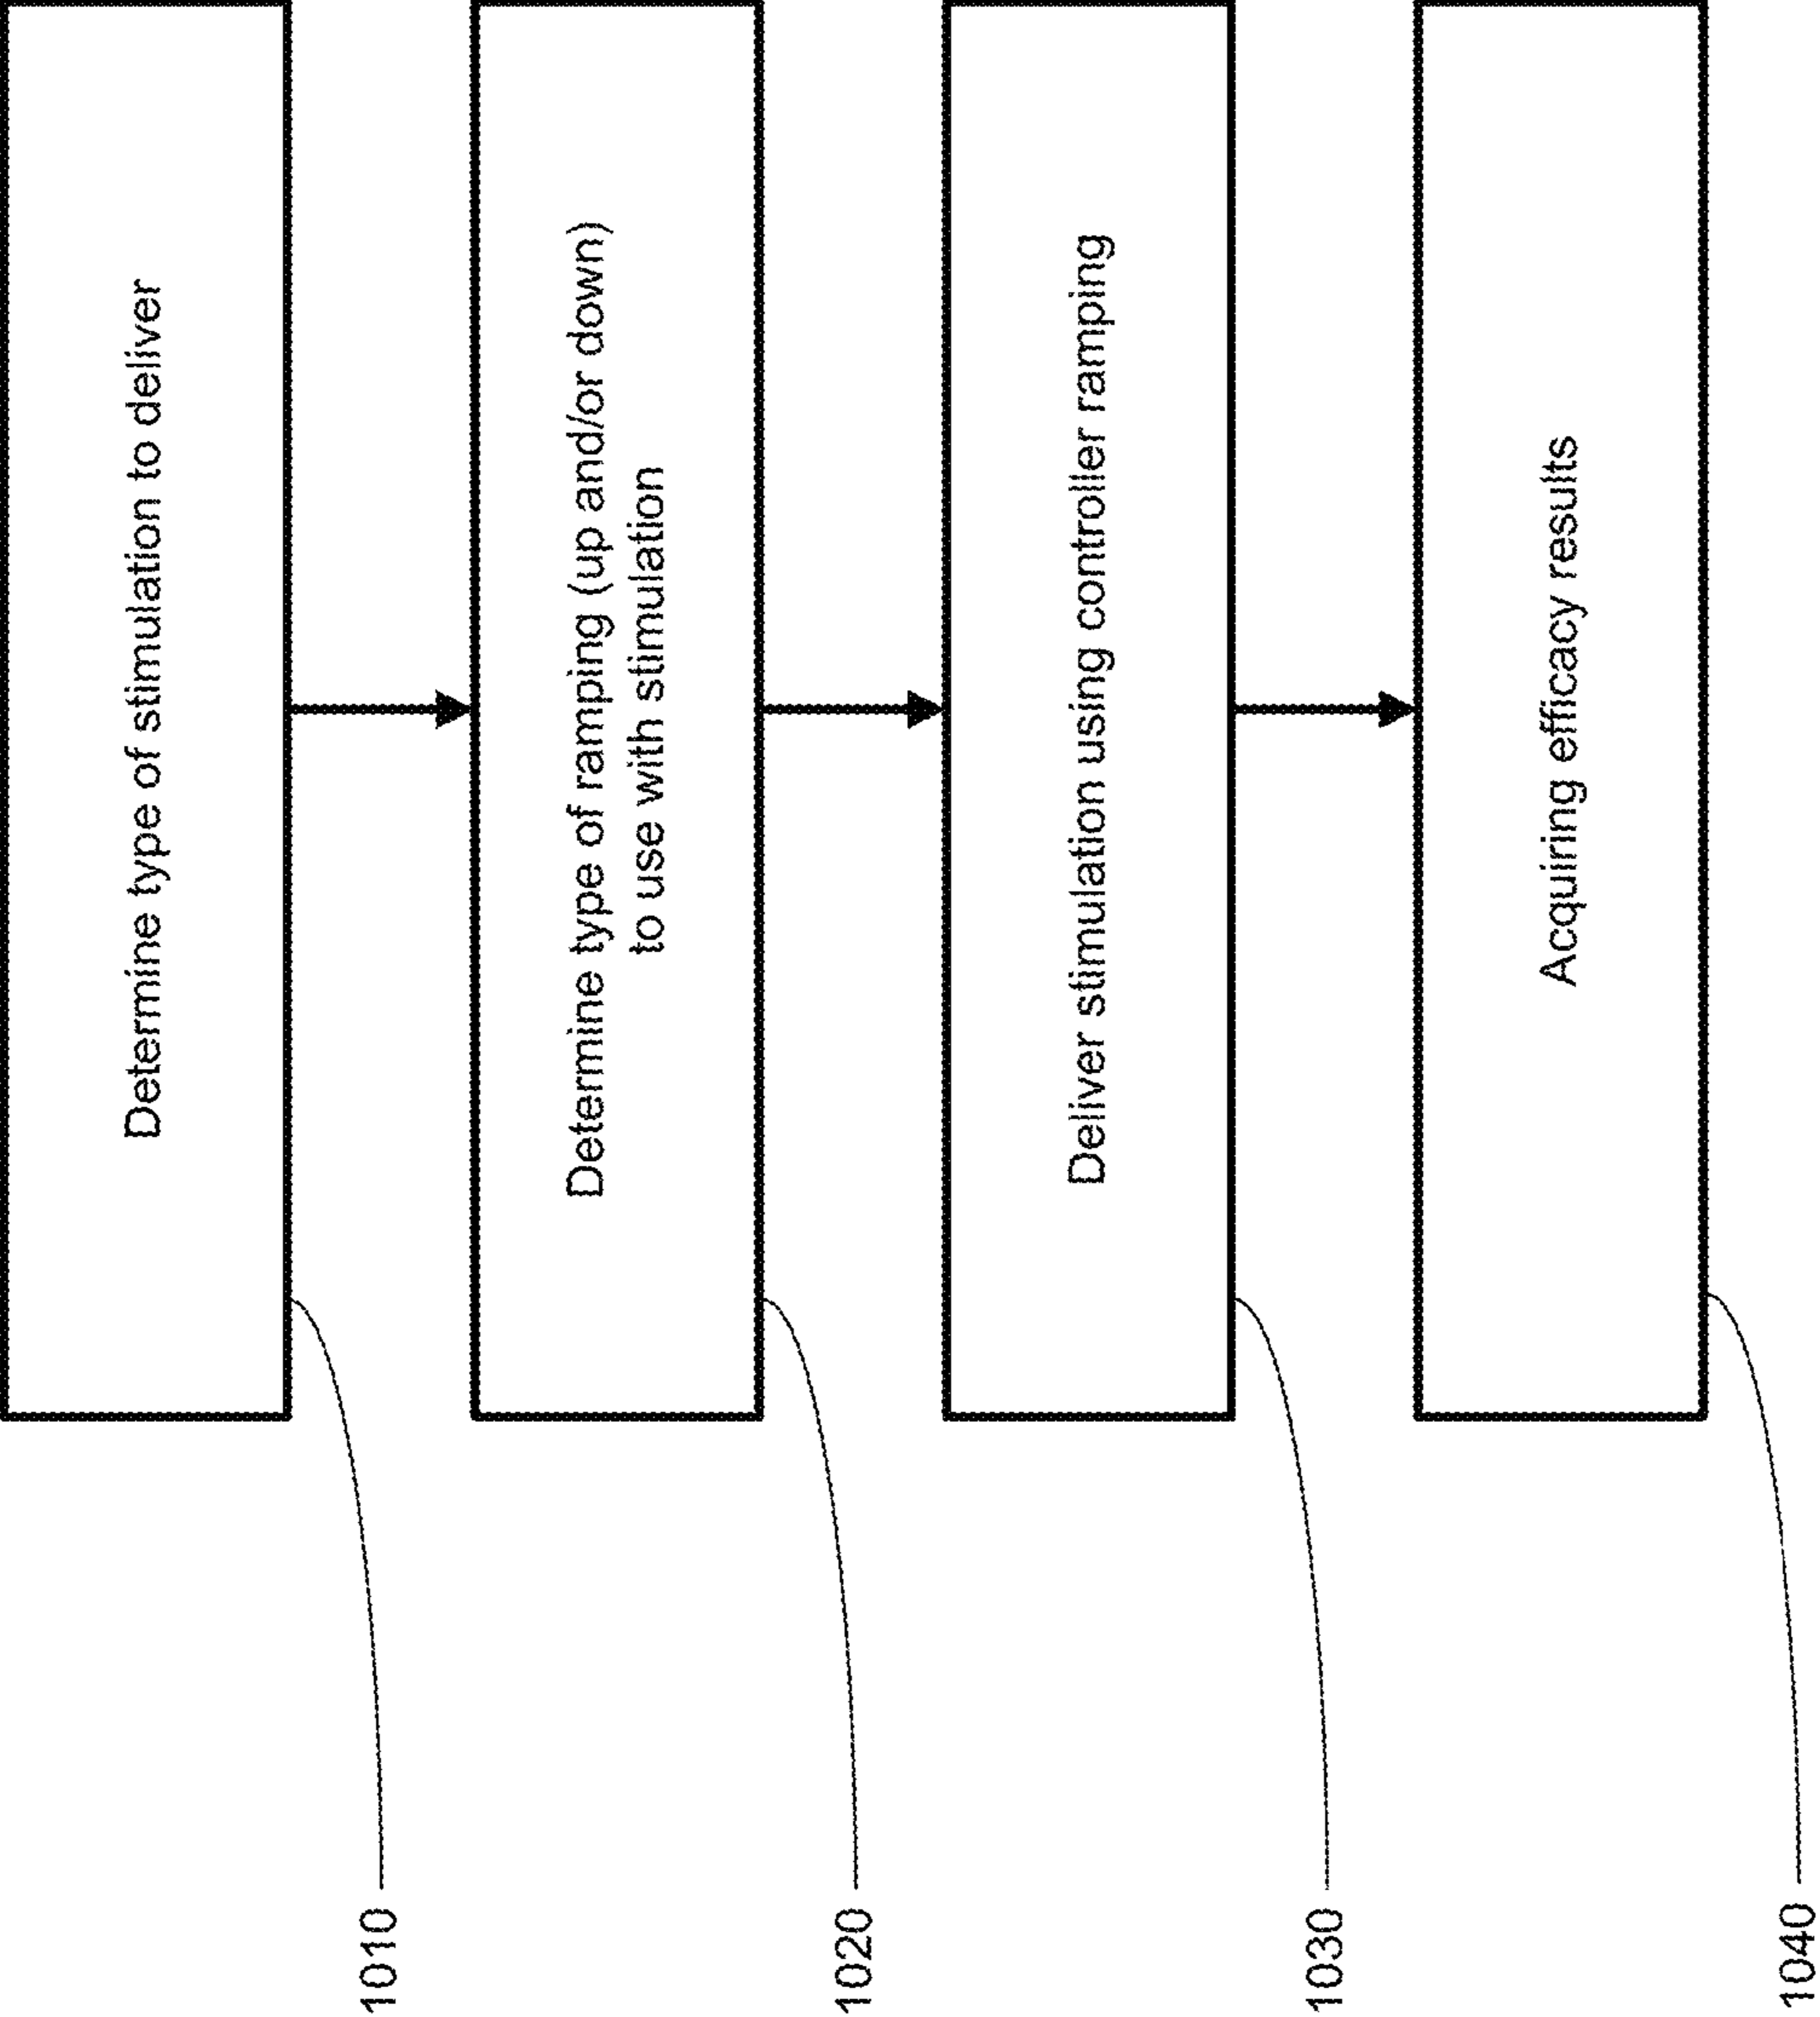 Determine type of stimulation to deliver
1010
Determine type of ramping (up and/or down)
to use with stimulation
1020
Deliver stimulation using controller ramping
1030
Acquiring efficacy results
1040